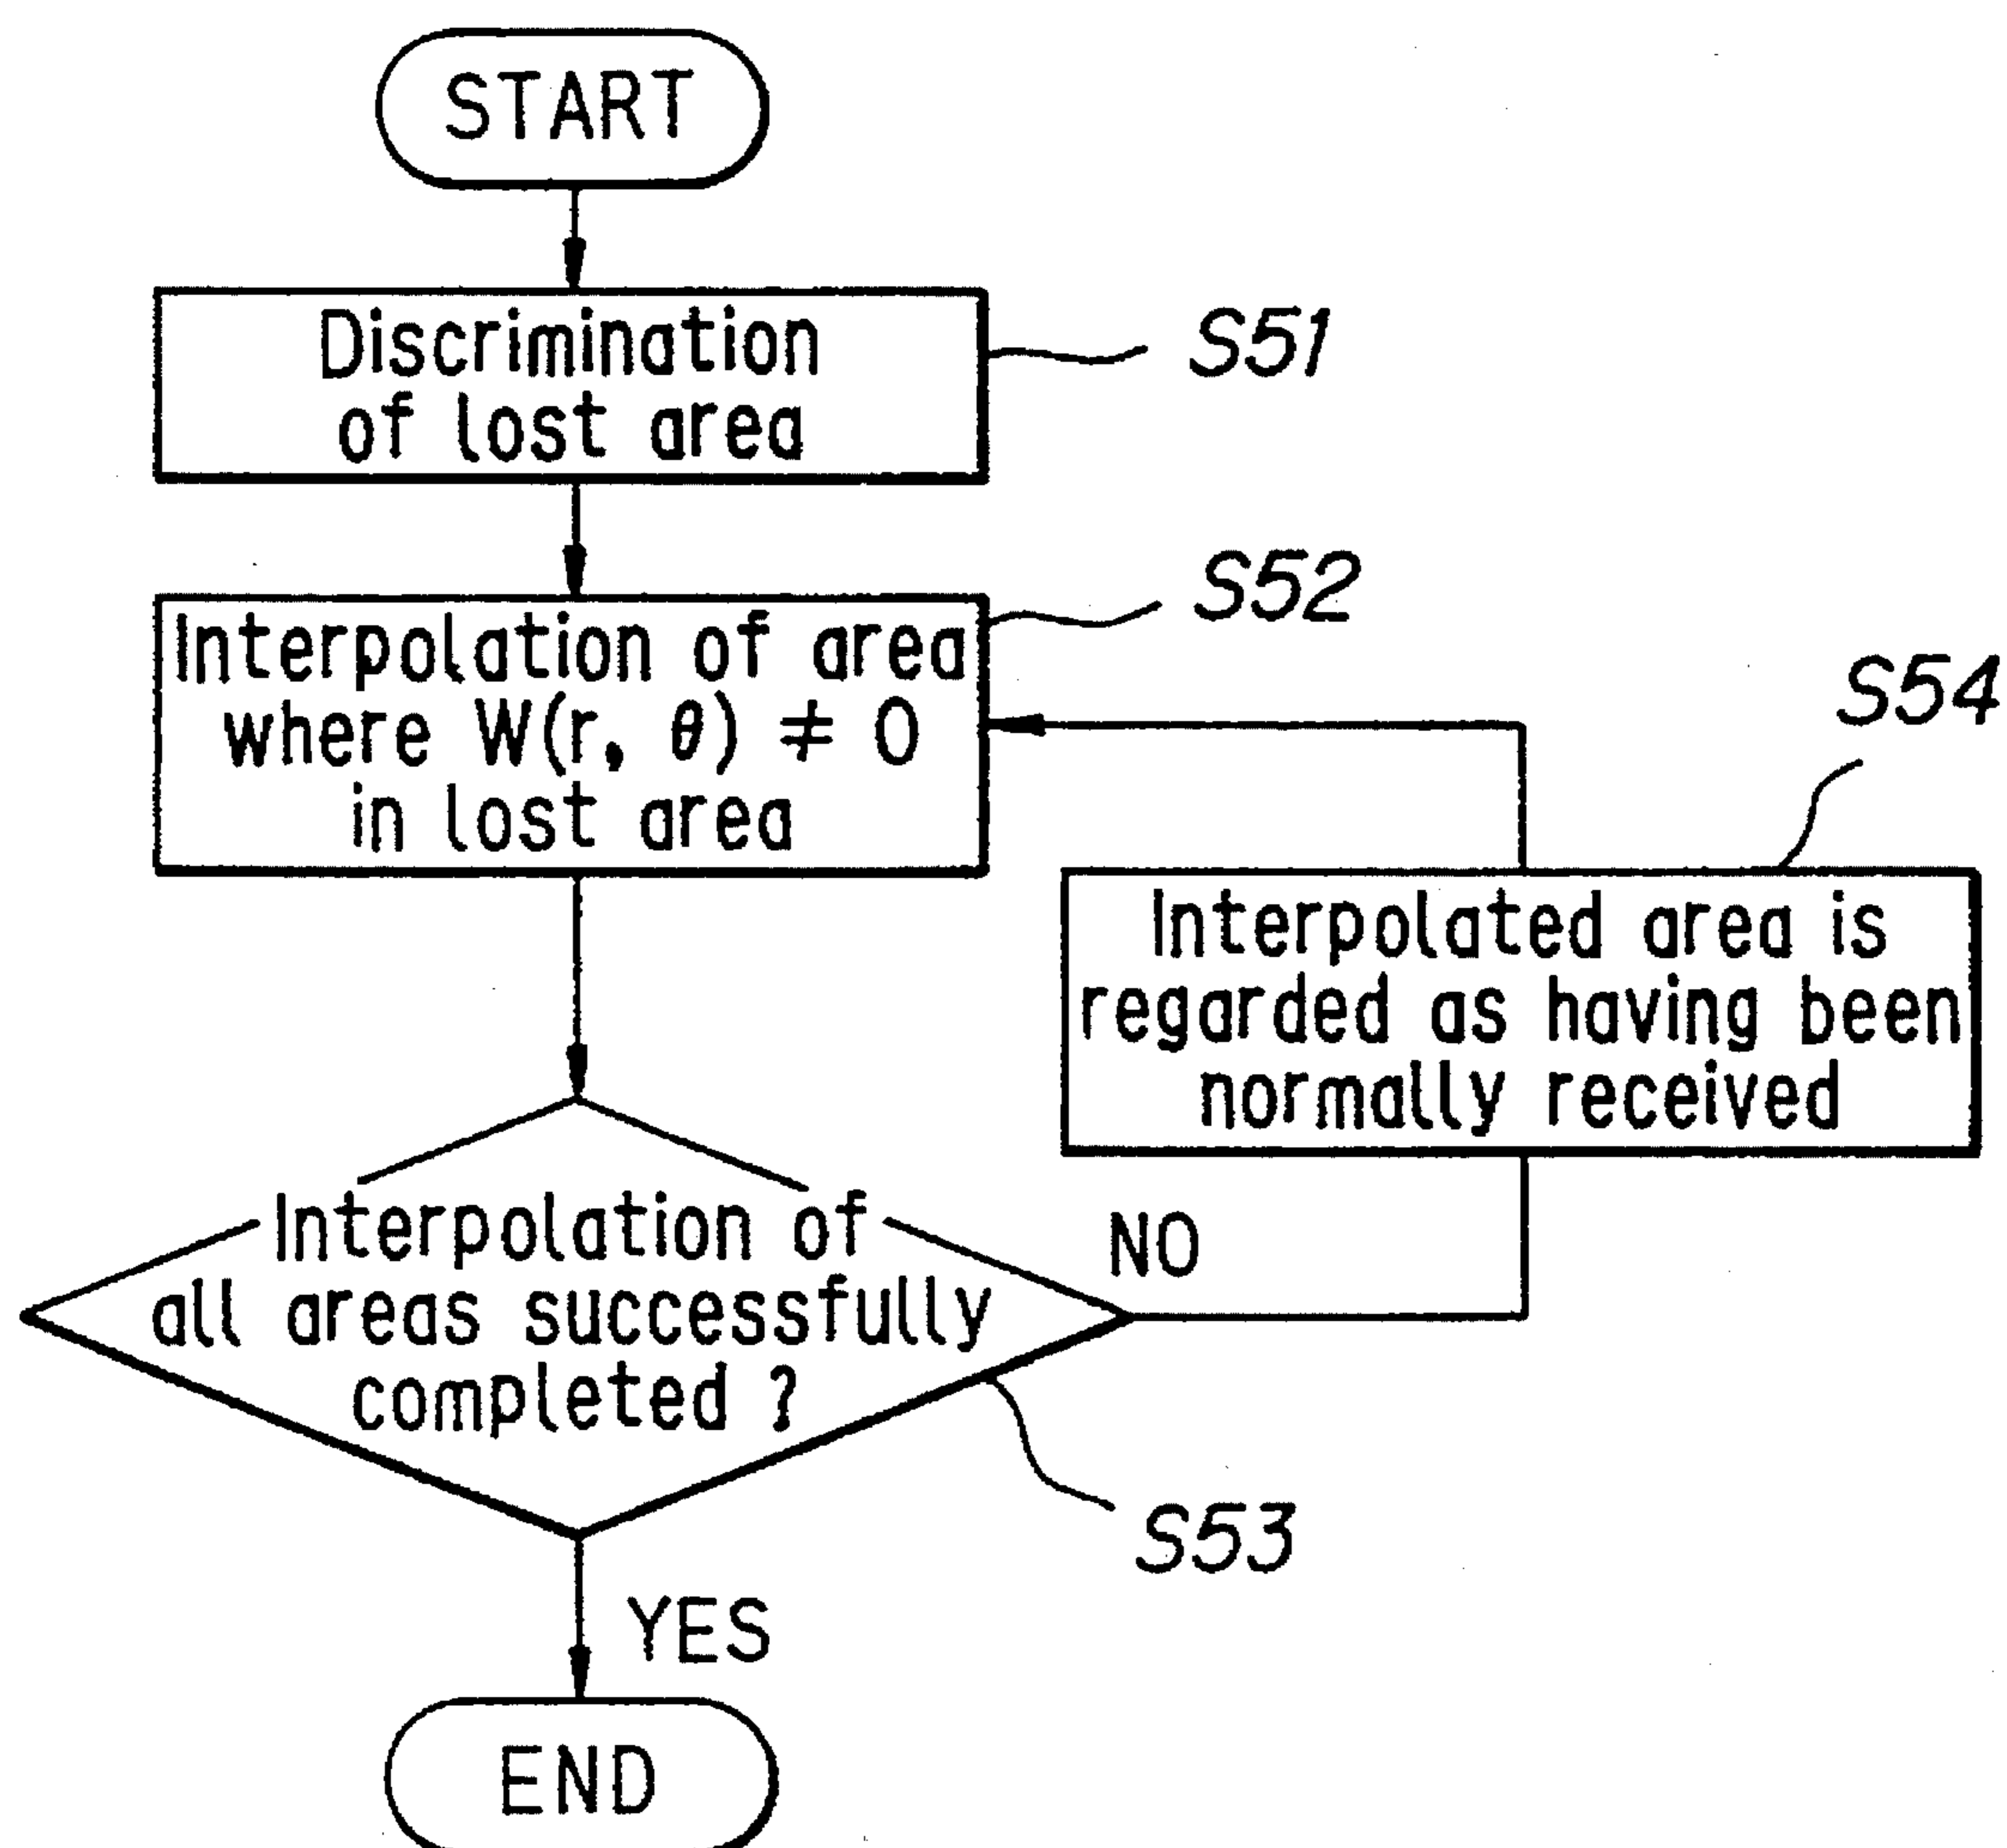 START
Discrimination
of lost area
S51
Interpolation of area
where W(r, θ) ≠ 0
in lost area
S52
S54
Interpolated area is
regarded as having been
normally received
Interpolation of
all areas successfully
completed ?
NO
S53
YES
END